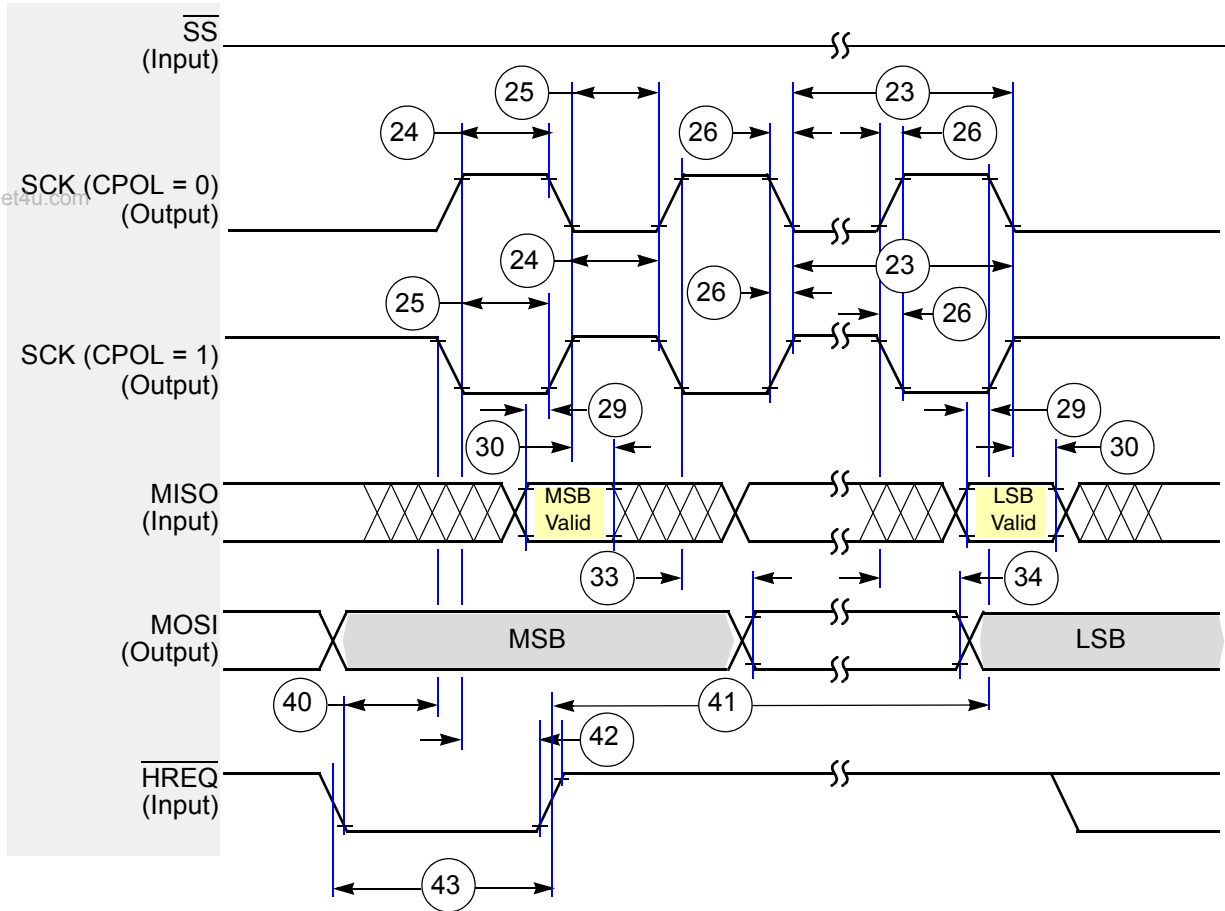 SS
(Input)
25
23
24
26
26
SCK (CPOL = 0)
et4u.com
(Output)
24
23
25
26
26
SCK (CPOL = 1)
(Output)
29
29
30
30
MISO
(Input)
MSB
Valid
LSB
Valid
33
34
MOSI
(Output)
MSB
LSB
40
41
42
HREQ
(Input)
43